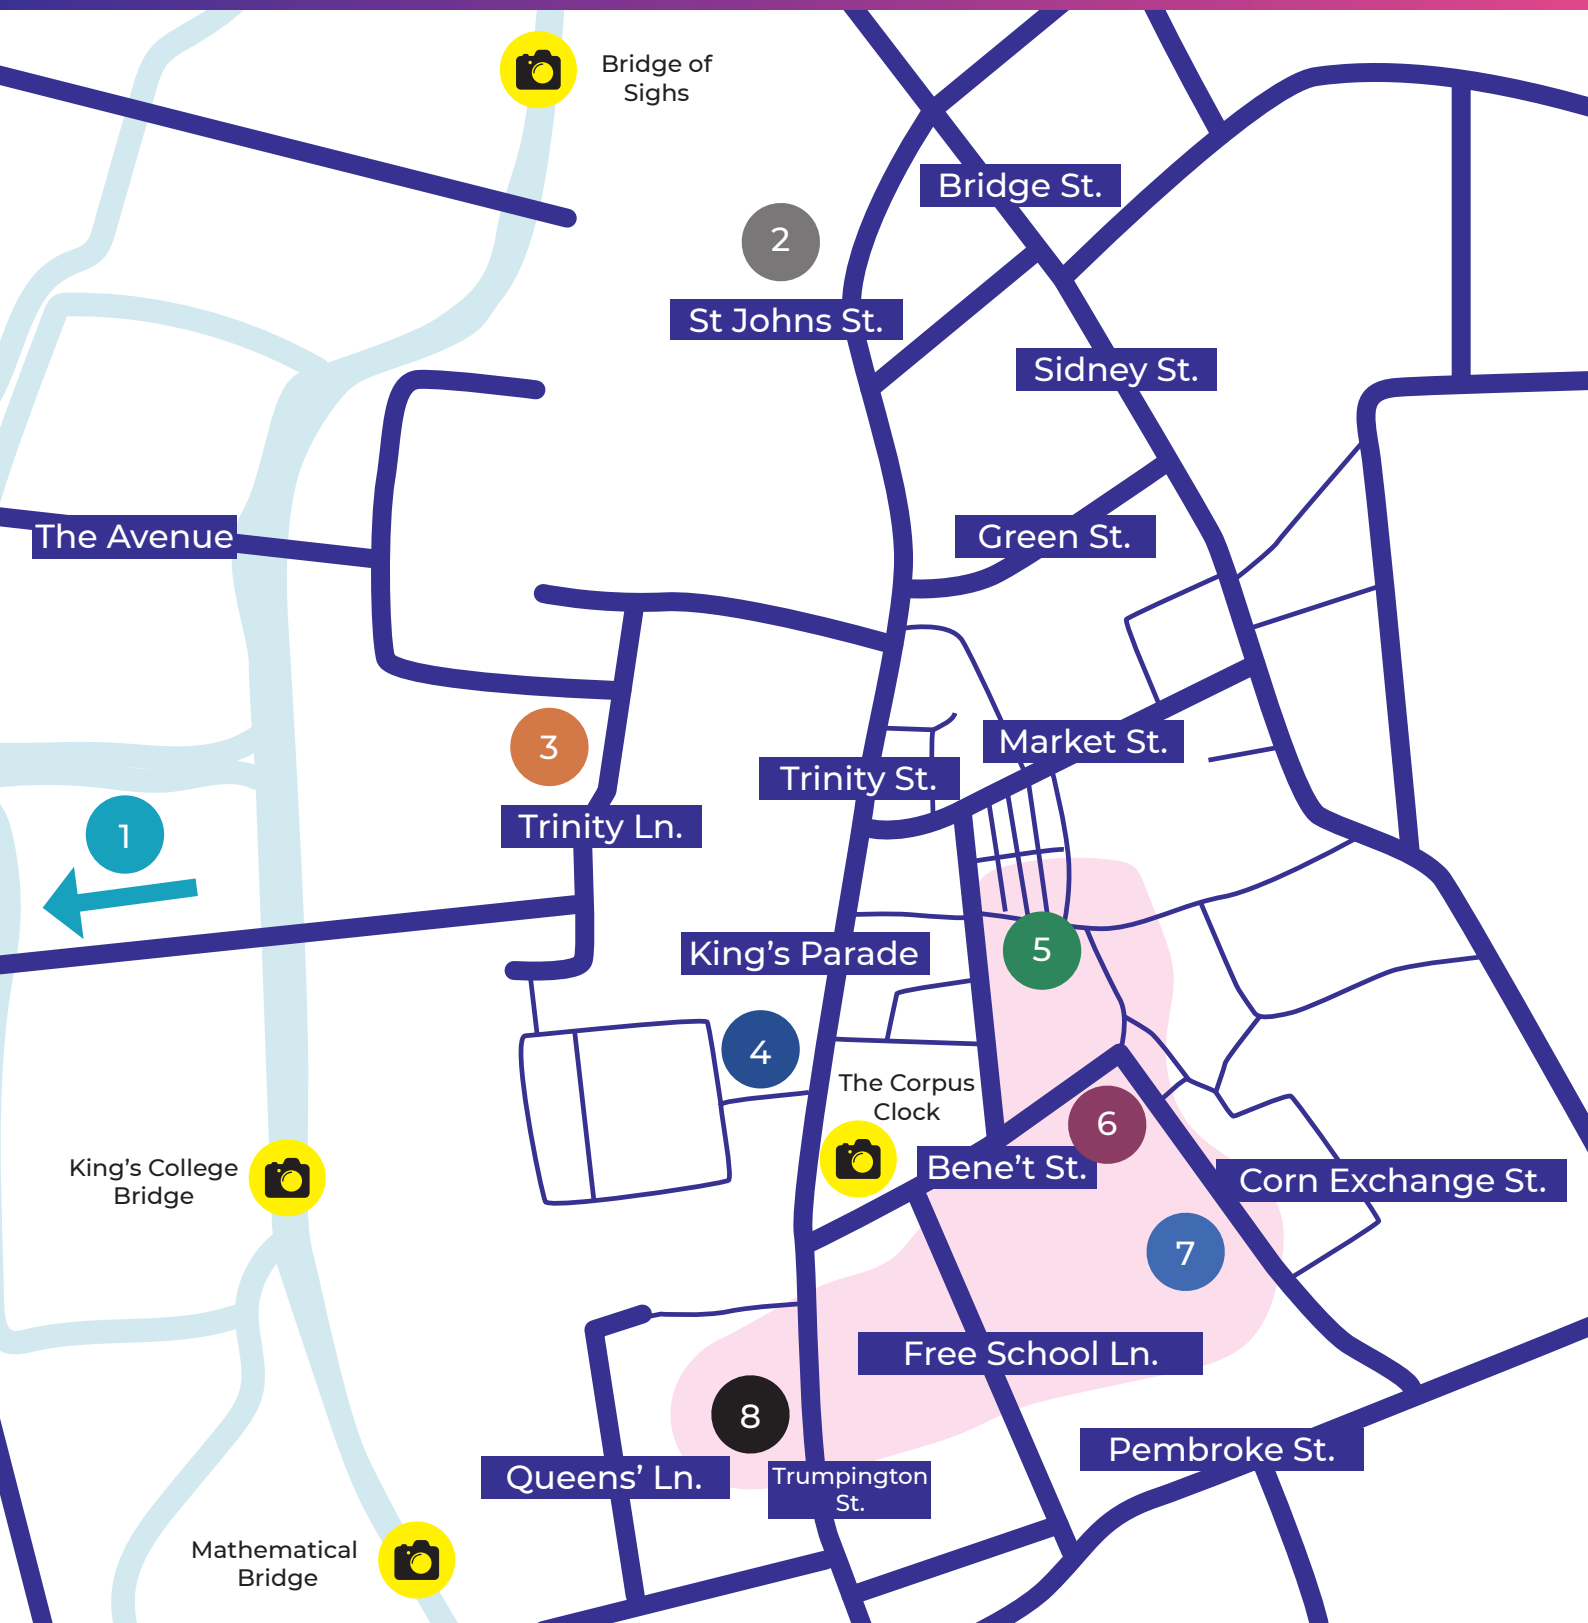 Bridge of
Sighs
Bridge St.
2
St Johns St.
Sidney St.
The Avenue
Green St.
3
Market St.
Trinity St.
Trinity Ln.
1
King's Parade
5
4
The Corpus
Clock
6
King's College
Bridge
Bene't St.
Corn Exchange St.
7
Free School Ln.
8
Pembroke St.
Queens' Ln.
Trumpington
St.
Mathematical
Bridge